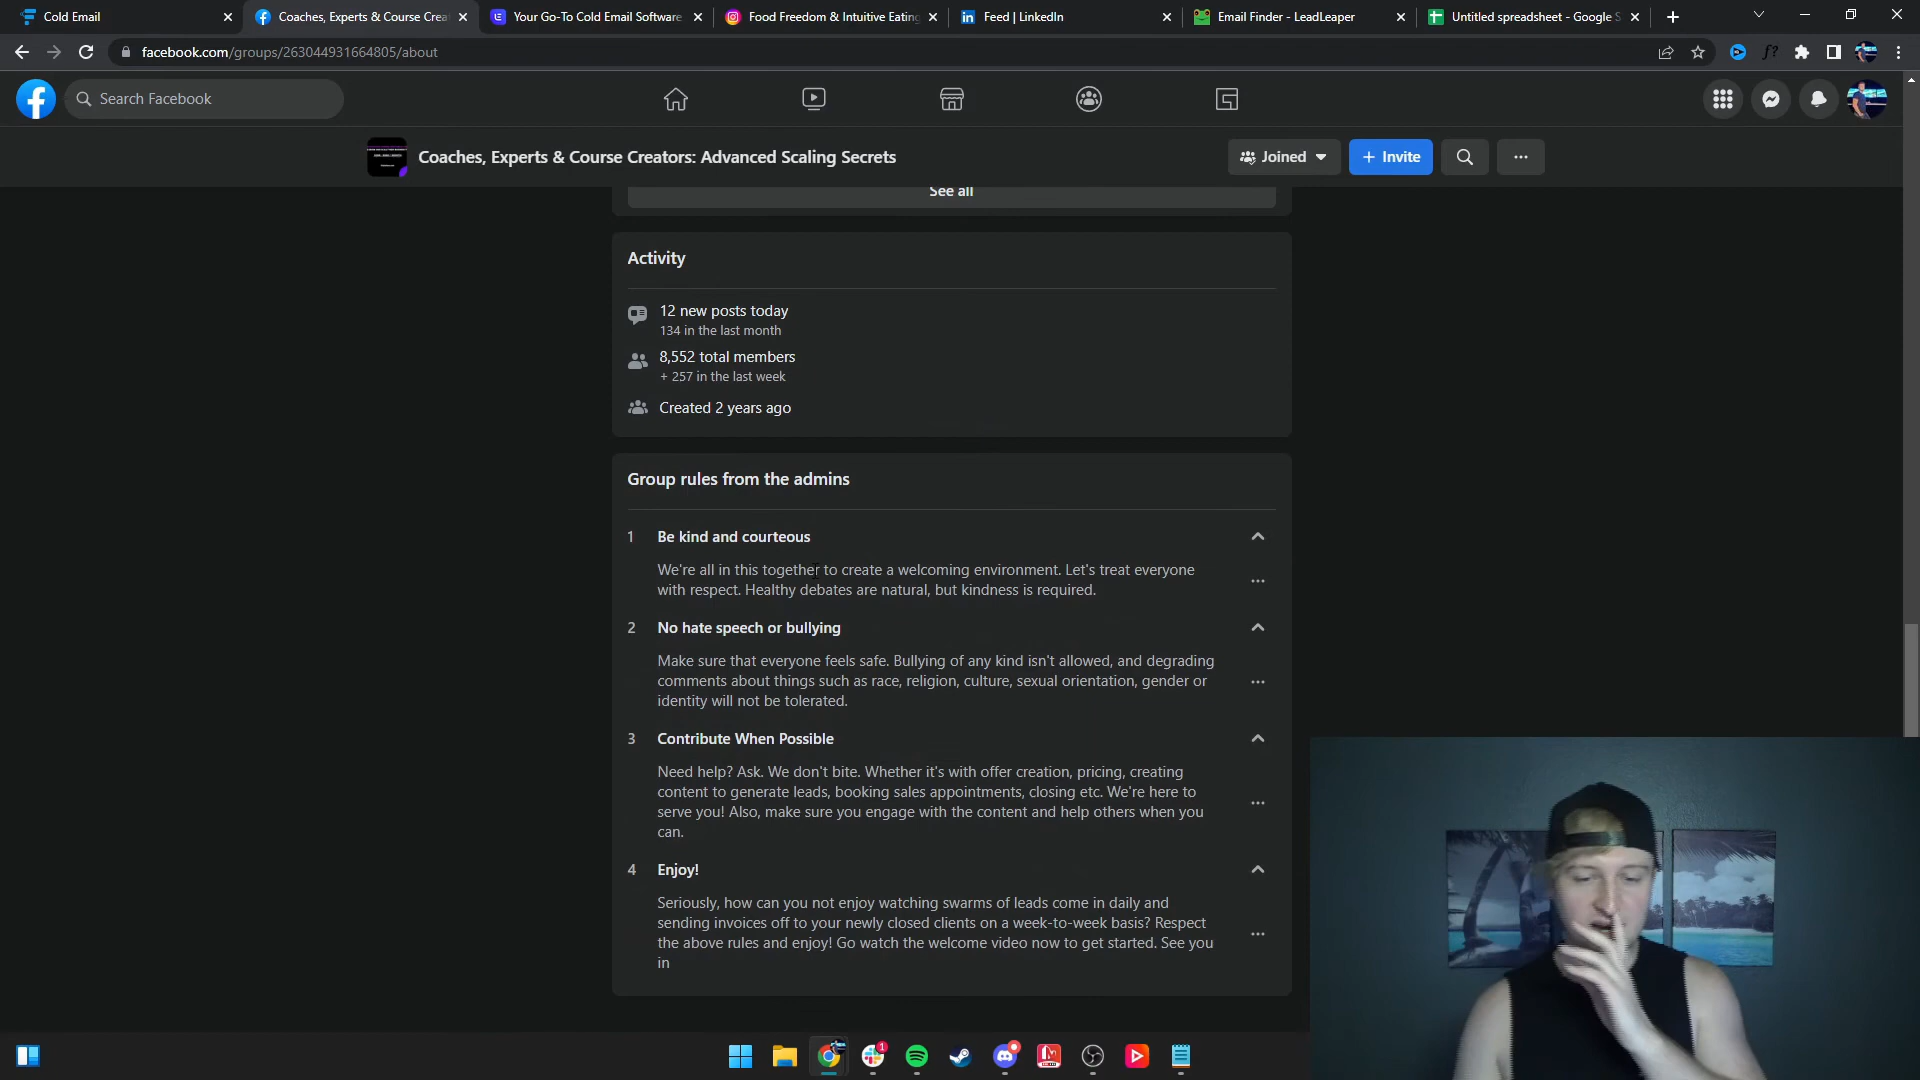 Cold Email
Coaches, Experts & Course Crea
Your Go-To Cold Email Software
Food Freedom & Intuitive Eating
Feed | LinkedIn
Email Finder - LeadLeaper
Untitled spreadsheet - Google S
facebook.com/groups/263044931664805/about
Search Facebook
Coaches, Experts & Course Creators: Advanced Scaling Secrets
Joined
+ Invite
See all
Activity
12 new posts today
134 in the last month
8,552 total members
+ 257 in the last week
Created 2 years ago
Group rules from the admins
1 Be kind and courteous
We're all in this together to create a welcoming environment. Let's treat everyone
with respect. Healthy debates are natural, but kindness is required.
2 No hate speech or bullying
Make sure that everyone feels safe. Bullying of any kind isn't allowed, and degrading
comments about things such as race, religion, culture, sexual orientation, gender or
identity will not be tolerated.
3 Contribute When Possible
Need help? Ask. We don't bite. Whether it's with offer creation, pricing, creating
content to generate leads, booking sales appointments, closing etc. We're here to
serve you! Also, make sure you engage with the content and help others when you
can.
4 Enjoy!
Seriously, how can you not enjoy watching swarms of leads come in daily and
sending invoices off to your newly closed clients on a week-to-week basis? Respect
the above rules and enjoy! Go watch the welcome video now to get started. See you
in